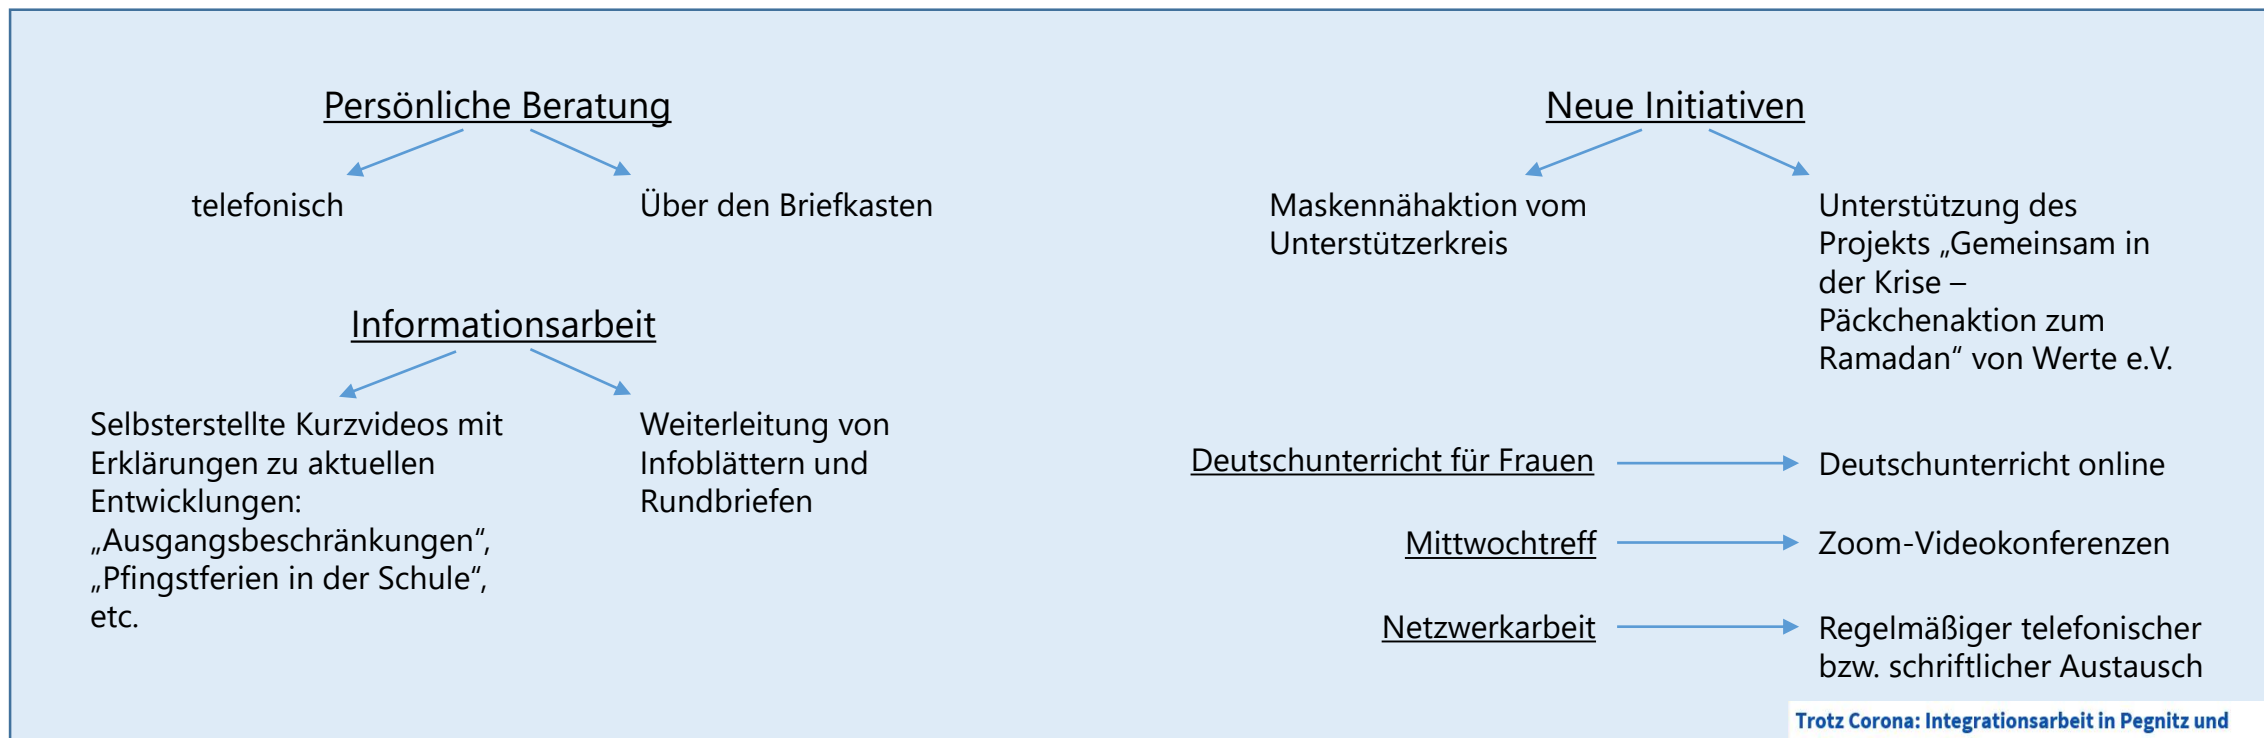 Persönliche Beratung
telefonisch
Über den Briefkasten
Informationsarbeit
Selbsterstellte Kurzvideos mit
Erklärungen zu aktuellen
Entwicklungen:
„Ausgangsbeschränkungen“,
„Pfingstferien in der Schule“,
etc.
Weiterleitung von
Infoblättern und
Rundbriefen
Neue Initiativen
Maskennähaktion vom
Unterstützerkreis
Unterstützung des
Projekts „Gemeinsam in
der Krise –
Päckchenaktion zum
Ramadan“ von Werte e.V.
Deutschunterricht für Frauen
Deutschunterricht online
Mittwochtreff
Zoom-Videokonferenzen
Netzwerkarbeit
Regelmäßiger telefonischer
bzw. schriftlicher Austausch
Trotz Corona: Integrationsarbeit in Pegnitz und